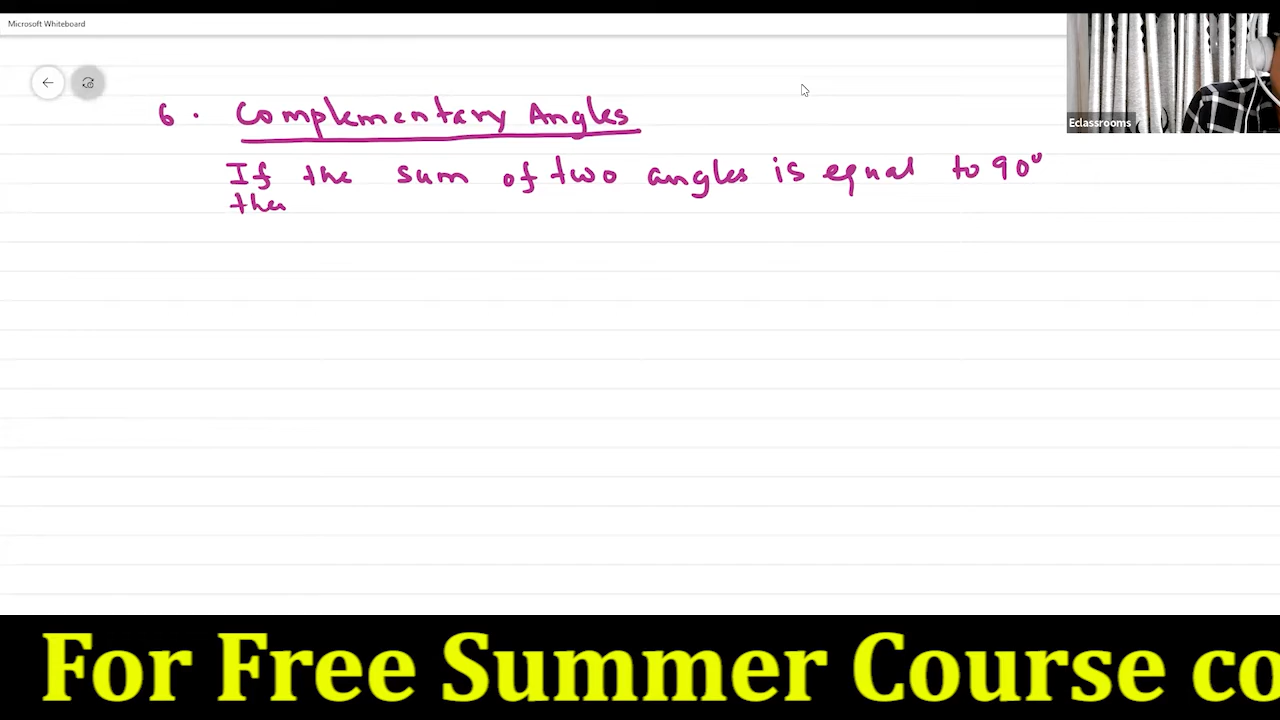 Microsoft Whiteboard
Eclassrooms
6. Complementary Angles
If the sum of two angles is equal to 90°
the
For Free Summer Course co